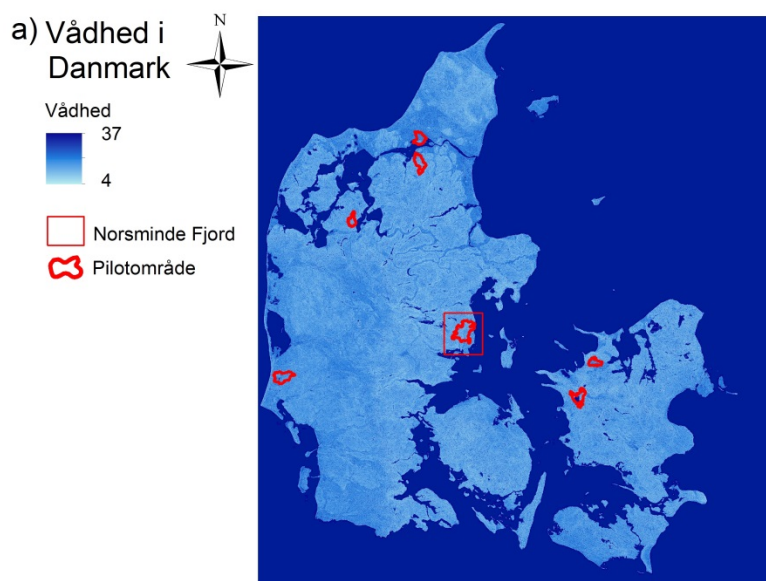 a) Vådhed i
Danmark
N
Vådhed
37
4
Norsminde Fjord
Pilotområde